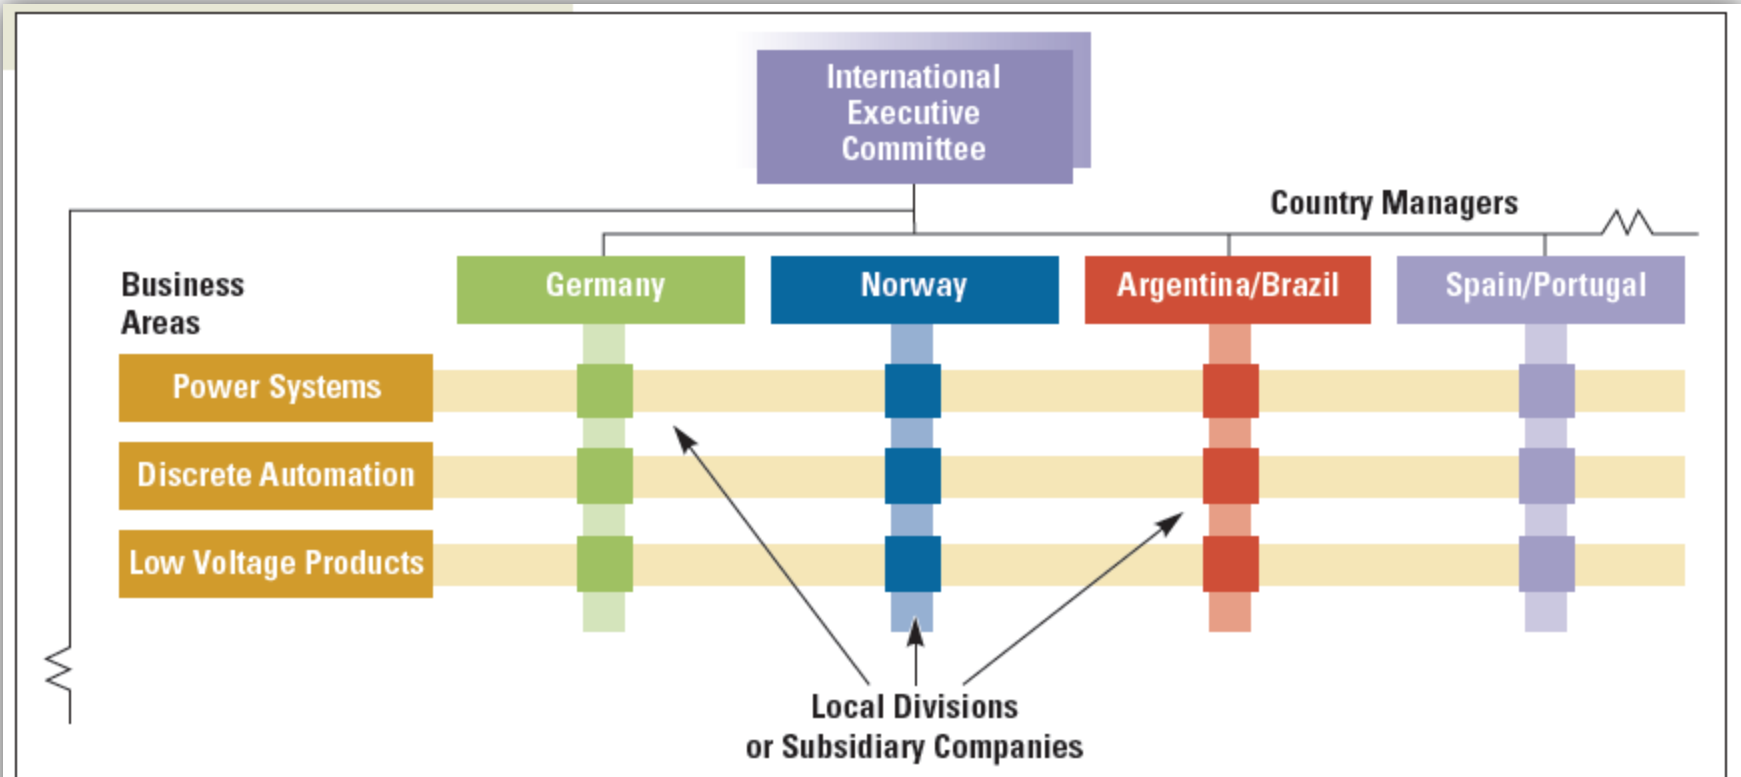 International
Executive
Committee
Country Managers
Business
Areas
Germany
Norway
Argentina/Brazil
Spain/Portugal
Power Systems
Discrete Automation
Low Voltage Products
Local Divisions
or Subsidiary Companies